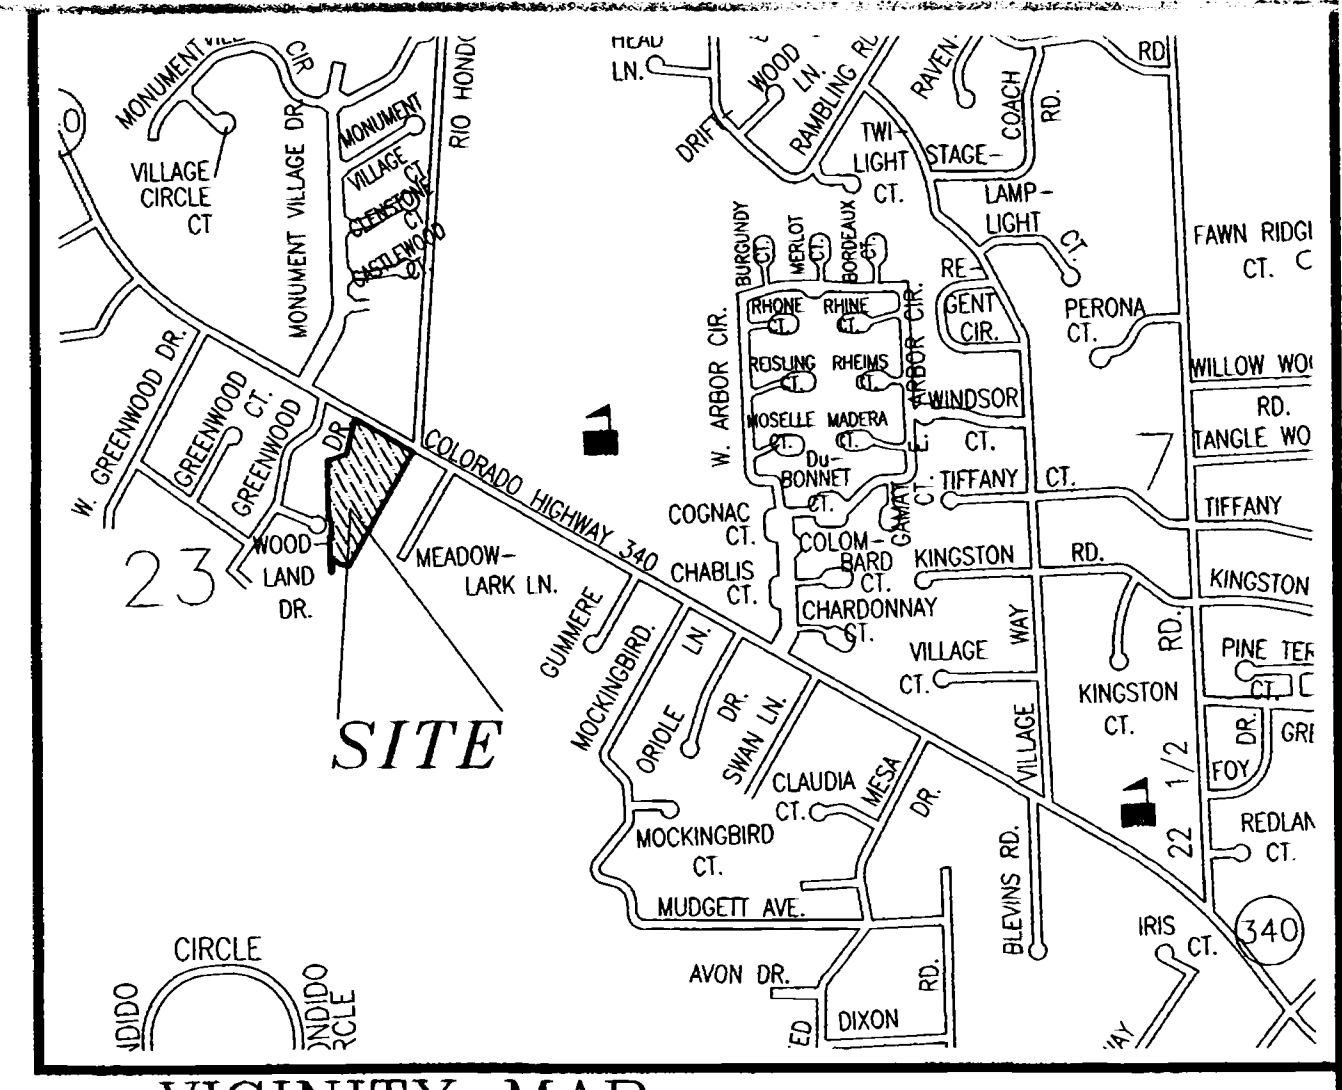 MONUMENT
CIR
VILLAGE
CIRCLE
CT
MONUMENT VILLAGE DR.
MONUMENT
VILLAGE
CT.
GLENSTONE
CT.
CASTLEWOOD
CT.
RIO HONDO
HEAD
LN.
WOOD
LN.
DRIFT
RAMBLING RD
RAVEN-
COACH
RD.
RD
TWI-
LIGHT
CT.
STAGE-
LAMP-
LIGHT
CT.
FAWN RIDGE
CT.
BURGUNDY
CT.
MERLOT
CT.
BORDEAUX
CT.
RE-
GENT
CIR.
PERONA
CT.
RHONE
CT.
RHINE
CT.
W. ARBOR CIR.
E. ARBOR CIR.
REISLING
CT.
RHEIMS
CT.
WILLOW WO
RD.
WINDSOR
CT.
TANGLE WO
MOSELLE
CT.
MADERA
CT.
Du-
BONNET
CT.
GAMAY CT.
TIFFANY
CT.
7
TIFFANY
W. GREENWOOD DR.
GREENWOOD
CT.
GREENWOOD
DR.
COLORADO HIGHWAY 340
23
WOOD-
LAND
DR.
MEADOW-
LARK LN.
COGNAC
CT.
COLOM-
BARD
CT.
KINGSTON
RD.
KINGSTON
CHABLIS
CT.
CHARDONNAY
CT.
GUMMERE
MOCKINGBIRD.
LN.
ORIOLE
DR.
SWAN LN.
VILLAGE
CT.
VILLAGE WAY
KINGSTON
CT.
22 1/2 RD.
PINE TER
CT.
DR.
GRE
FOY
SITE
CLAUDIA
CT.
MESA
DR.
MOCKINGBIRD
CT.
REDLAN
CT.
MUDGETT AVE.
BLEVINS RD.
IRIS
CT.
340
AVON DR.
RD.
DIXON
ED
WAY
CIRCLE
NDIDO
ONDIDO
RCLE
VICINITY MAP